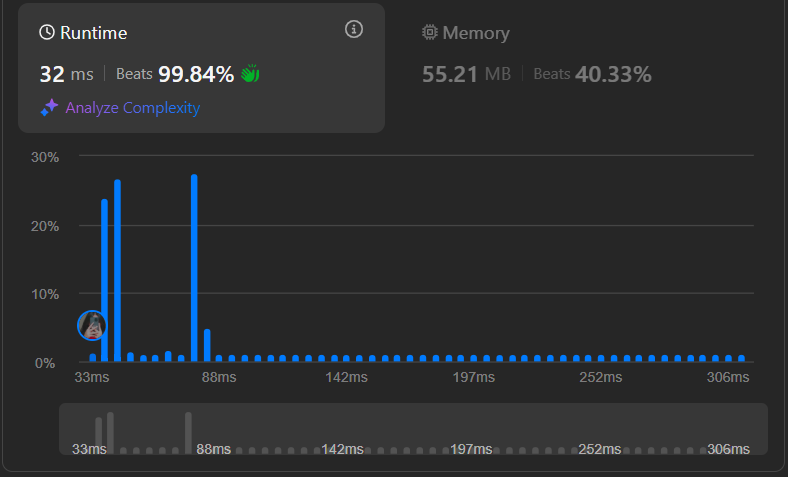 Runtime
Memory
32 ms Beats 99.84%
55.21 MB Beats 40.33%
Analyze Complexity
30%
20%
10%
0%
33ms 88ms 142ms 197ms 252ms 306ms
33ms 88ms 142ms 197ms 252ms 306ms